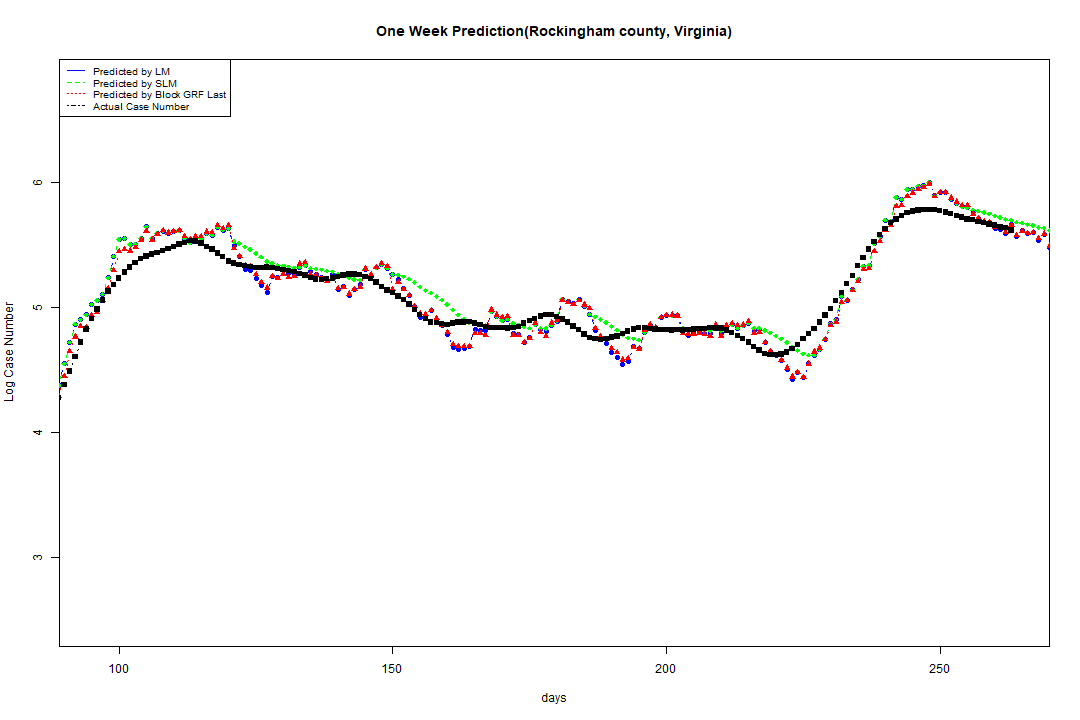 One Week Prediction(Rockingham county, Virginia)
Predicted by LM
Predicted by SLM
Predicted by Block GRF Last
Actual Case Number
6
5
4
3
Log Case Number
100 150 200 250
days